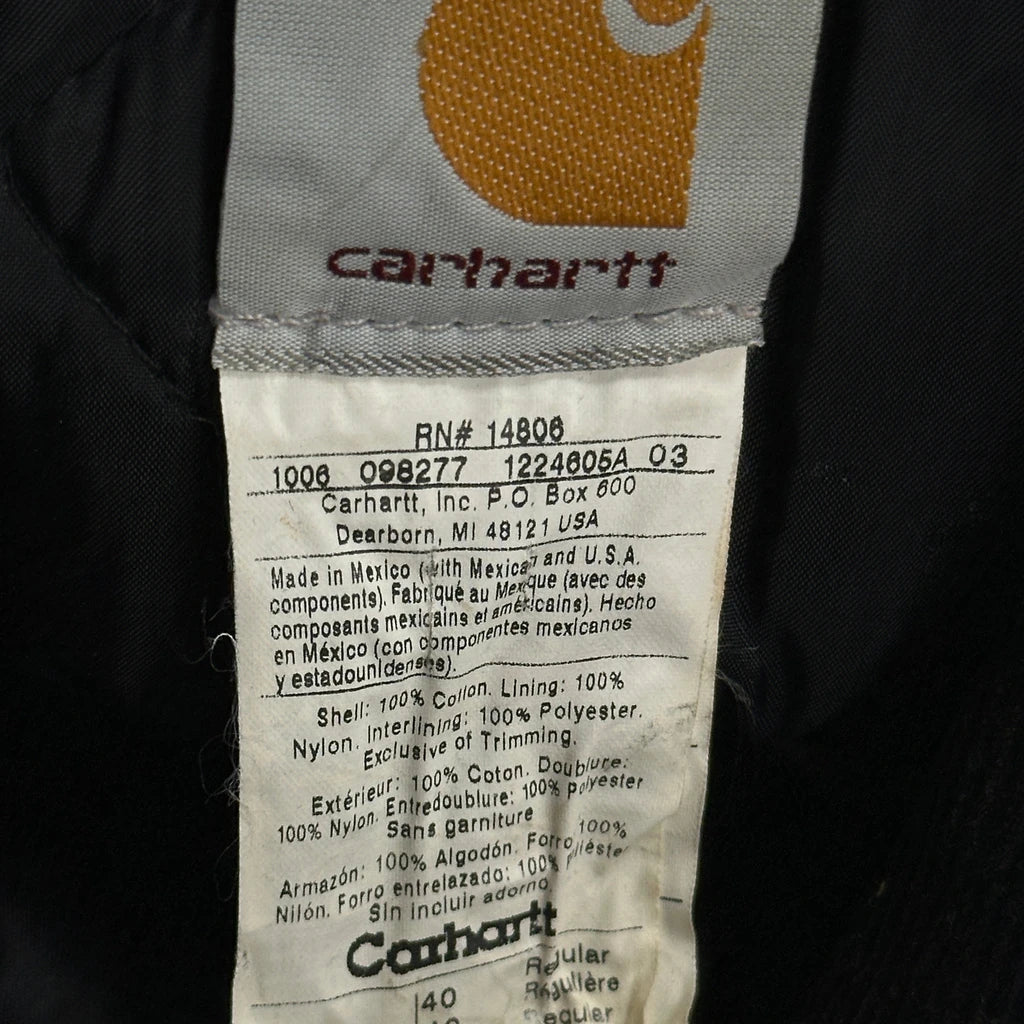 carhartt
RN# 14806
1006 098277 1224605A 03
Carhartt, Inc. P.O. Box 600
Dearborn, MI 48121 USA
Made in Mexico (with Mexican and U.S.A.
components). Fabriqué au Mexique (avec des
composants mexicains et américains). Hecho
en México (con componentes mexicanos
y estadounidenses).
Shell: 100% Cotton. Lining: 100%
Nylon. Interlining: 100% Polyester.
Exclusive of Trimming.
Extérieur: 100% Coton. Doublure:
100% Nylon. Entredoublure: 100% polyester
Sans garniture
Armazón: 100% Algodón. Forro 100%
Nilón. Forro entrelazado: 100% Poliéster
Sin incluir adorno.
Carhartt
Regular
40 Régulière
Regular